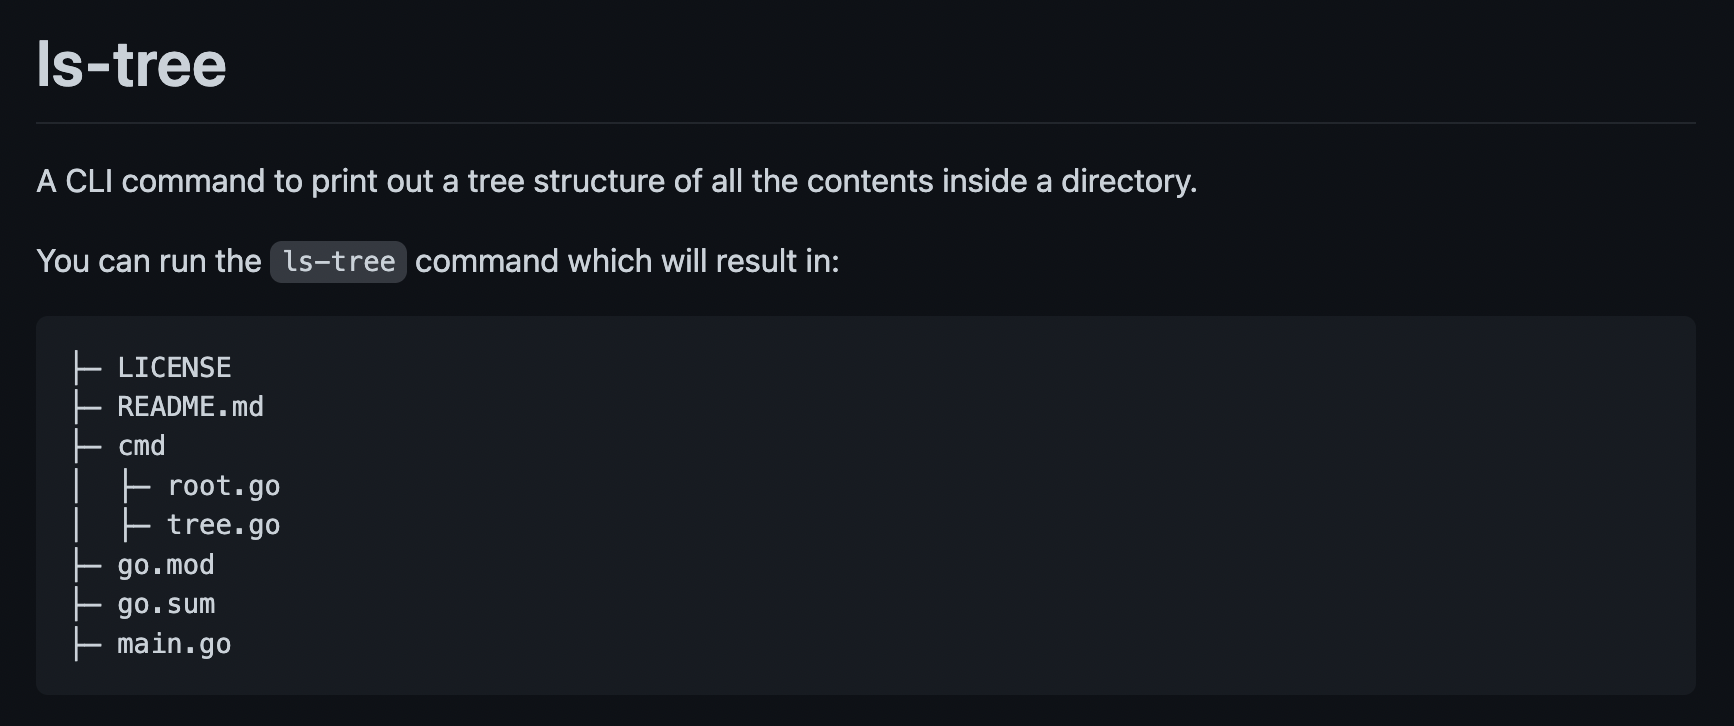 ls-tree
A CLI command to print out a tree structure of all the contents inside a directory.
You can run the ls-tree command which will result in:
├─ LICENSE
├─ README.md
├─ cmd
│  ├─ root.go
│  ├─ tree.go
├─ go.mod
├─ go.sum
├─ main.go